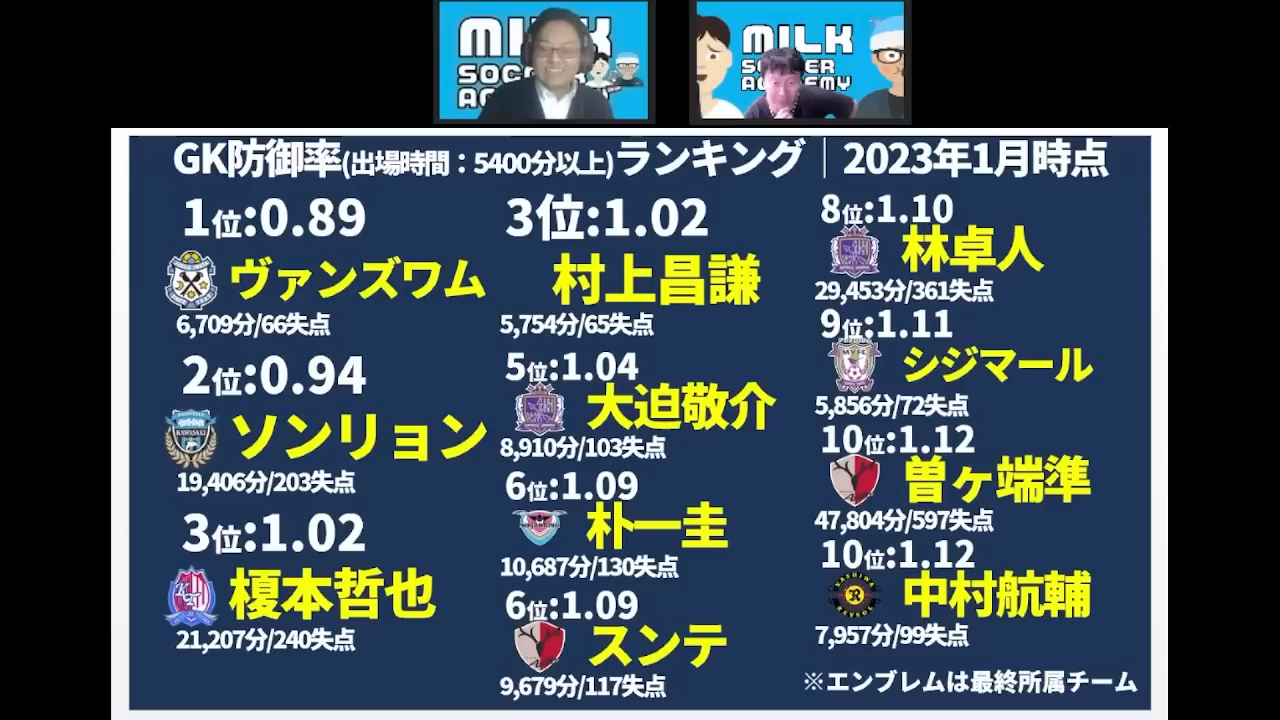 MILK
SOCCER
MILK
SOCCER
ACADEMY
GK防御率(出場時間：5400分以上)ランキング｜2023年1月時点
1位:0.89
ヴァンズワム
6,709分/66失点
2位:0.94
KAWASAKI
ソンリョン
19,406分/203失点
3位:1.02
榎本哲也
21,207分/240失点
3位:1.02
村上昌謙
5,754分/65失点
5位:1.04
大迫敬介
8,910分/103失点
6位:1.09
朴一圭
10,687分/130失点
6位:1.09
スンテ
9,679分/117失点
8位:1.10
林卓人
29,453分/361失点
9位:1.11
MYFC
シジマール
5,856分/72失点
10位:1.12
曽ヶ端準
47,804分/597失点
10位:1.12
KASHIWA
REYSOL
中村航輔
7,957分/99失点
※エンブレムは最終所属チーム